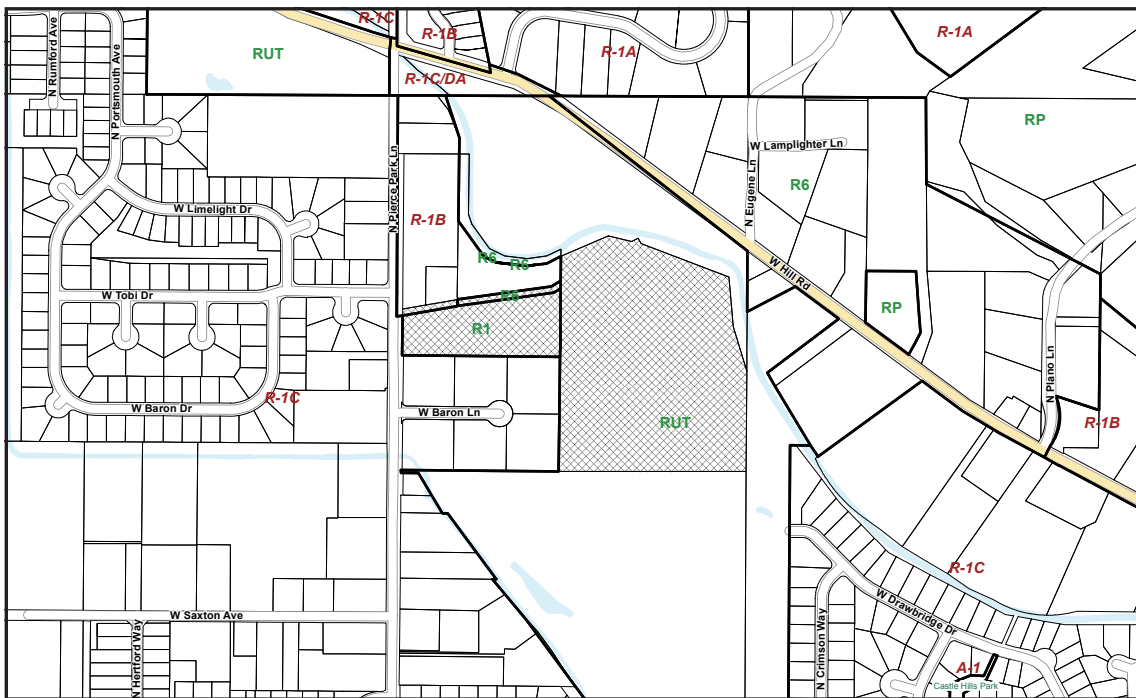 R-1C
R-1B
R-1A
R-1A
N Rumford Ave
N Portsmouth Ave
RUT
R-1C/DA
RP
W Lamplighter Ln
N Pierce Park Ln
N Eugene Ln
R6
W Limelight Dr
R-1B
R6
R6
W Hill Rd
W Tobi Dr
R6
RP
R1
N Plano Ln
R-1C
W Baron Dr
W Baron Ln
RUT
R-1B
R-1C
W Drawbridge Dr
W Saxton Ave
N Hertford Way
N Crimson Way
A-1
Castle Hills Park